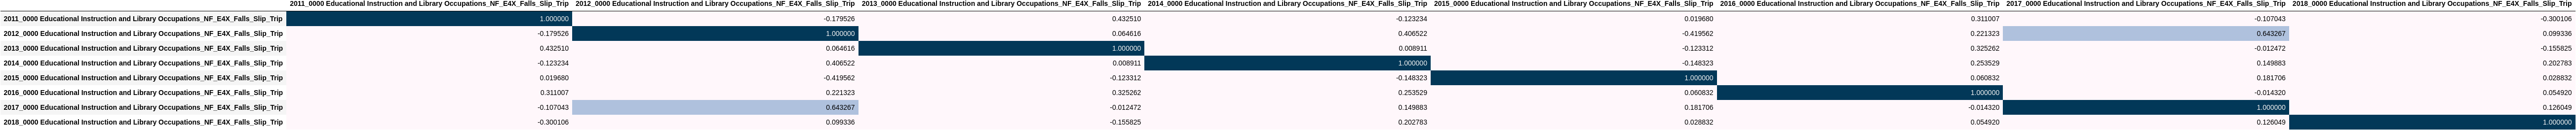 2011_0000 Educational Instruction and Library Occupations_NF_E4X_Falls_Slip_Trip 2012_0000 Educational Instruction and Library Occupations_NF_E4X_Falls_Slip_Trip 2013_0000 Educational Instruction and Library Occupations_NF_E4X_Falls_Slip_Trip 2014_0000 Educational Instruction and Library Occupations_NF_E4X_Falls_Slip_Trip 2015_0000 Educational Instruction and Library Occupations_NF_E4X_Falls_Slip_Trip 2016_0000 Educational Instruction and Library Occupations_NF_E4X_Falls_Slip_Trip 2017_0000 Educational Instruction and Library Occupations_NF_E4X_Falls_Slip_Trip 2018_0000 Educational Instruction and Library Occupations_NF_E4X_Falls_Slip_Trip
2011_0000 Educational Instruction and Library Occupations_NF_E4X_Falls_Slip_Trip 1.000000 -0.179526 0.432510 -0.123234 0.019680 0.311007 -0.107043 -0.300106
2012_0000 Educational Instruction and Library Occupations_NF_E4X_Falls_Slip_Trip -0.179526 1.000000 0.064616 0.406522 -0.419562 0.221323 0.643267 0.099336
2013_0000 Educational Instruction and Library Occupations_NF_E4X_Falls_Slip_Trip 0.432510 0.064616 1.000000 0.008911 -0.123312 0.325262 -0.012472 -0.155825
2014_0000 Educational Instruction and Library Occupations_NF_E4X_Falls_Slip_Trip -0.123234 0.406522 0.008911 1.000000 -0.148323 0.253529 0.149883 0.202783
2015_0000 Educational Instruction and Library Occupations_NF_E4X_Falls_Slip_Trip 0.019680 -0.419562 -0.123312 -0.148323 1.000000 0.060832 0.181706 0.028832
2016_0000 Educational Instruction and Library Occupations_NF_E4X_Falls_Slip_Trip 0.311007 0.221323 0.325262 0.253529 0.060832 1.000000 -0.014320 0.054920
2017_0000 Educational Instruction and Library Occupations_NF_E4X_Falls_Slip_Trip -0.107043 0.643267 -0.012472 0.149883 0.181706 -0.014320 1.000000 0.126049
2018_0000 Educational Instruction and Library Occupations_NF_E4X_Falls_Slip_Trip -0.300106 0.099336 -0.155825 0.202783 0.028832 0.054920 0.126049 1.000000